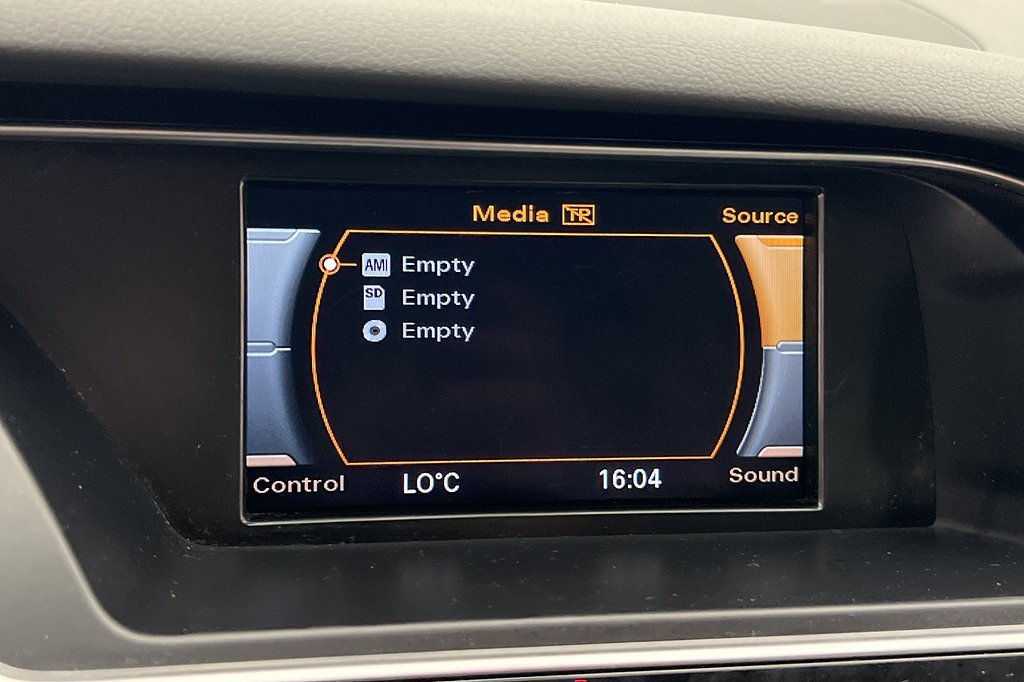 Media TR Source
AMI Empty
SD Empty
Empty
Control LO°C 16:04 Sound